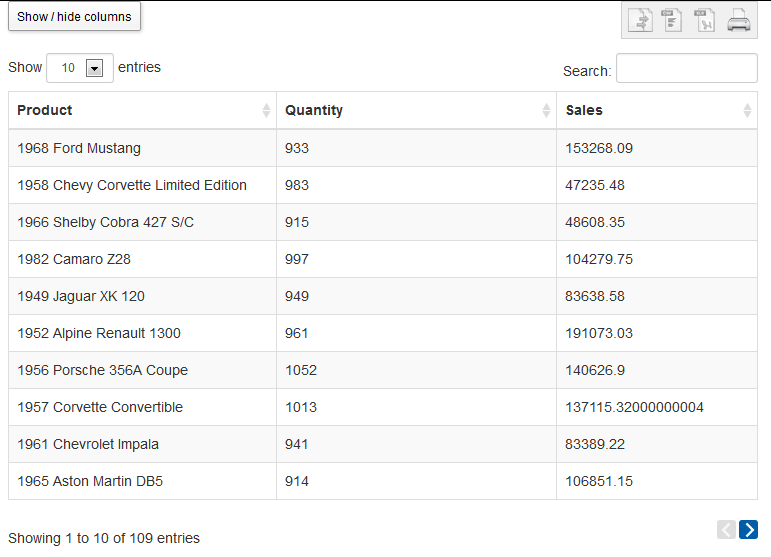 Show / hide columns
Show 10 entries
Search:
Product Quantity Sales
1968 Ford Mustang 933 153268.09
1958 Chevy Corvette Limited Edition 983 47235.48
1966 Shelby Cobra 427 S/C 915 48608.35
1982 Camaro Z28 997 104279.75
1949 Jaguar XK 120 949 83638.58
1952 Alpine Renault 1300 961 191073.03
1956 Porsche 356A Coupe 1052 140626.9
1957 Corvette Convertible 1013 137115.32000000004
1961 Chevrolet Impala 941 83389.22
1965 Aston Martin DB5 914 106851.15
Showing 1 to 10 of 109 entries